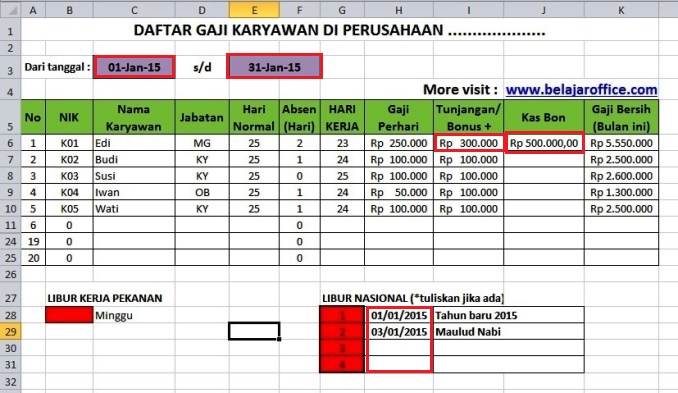 A B C D E F G H I J K
1 DAFTAR GAJI KARYAWAN DI PERUSAHAAN .....................
2
3 Dari tanggal : 01-Jan-15 s/d 31-Jan-15
4 More visit : www.belajaroffice.com
5 No NIK Nama Karyawan Jabatan Hari Normal Absen (Hari) HARI KERJA Gaji Perhari Tunjangan/ Bonus + Kas Bon Gaji Bersih (Bulan ini)
6 1 K01 Edi MG 25 2 23 Rp 250.000 Rp 300.000 Rp 500.000,00 Rp 5.550.000
7 2 K02 Budi KY 25 1 24 Rp 100.000 Rp 100.000 Rp 2.500.000
8 3 K03 Susi KY 25 0 25 Rp 100.000 Rp 100.000 Rp 2.600.000
9 4 K04 Iwan OB 25 1 24 Rp 50.000 Rp 100.000 Rp 1.300.000
10 5 K05 Wati KY 25 1 24 Rp 100.000 Rp 100.000 Rp 2.500.000
11 6 0 0
24 19 0 0
25 20 0 0
26
27 LIBUR KERJA PEKANAN LIBUR NASIONAL (*tuliskan jika ada)
28 Minggu 1 01/01/2015 Tahun baru 2015
29 2 03/01/2015 Maulud Nabi
30 3
31 4
32